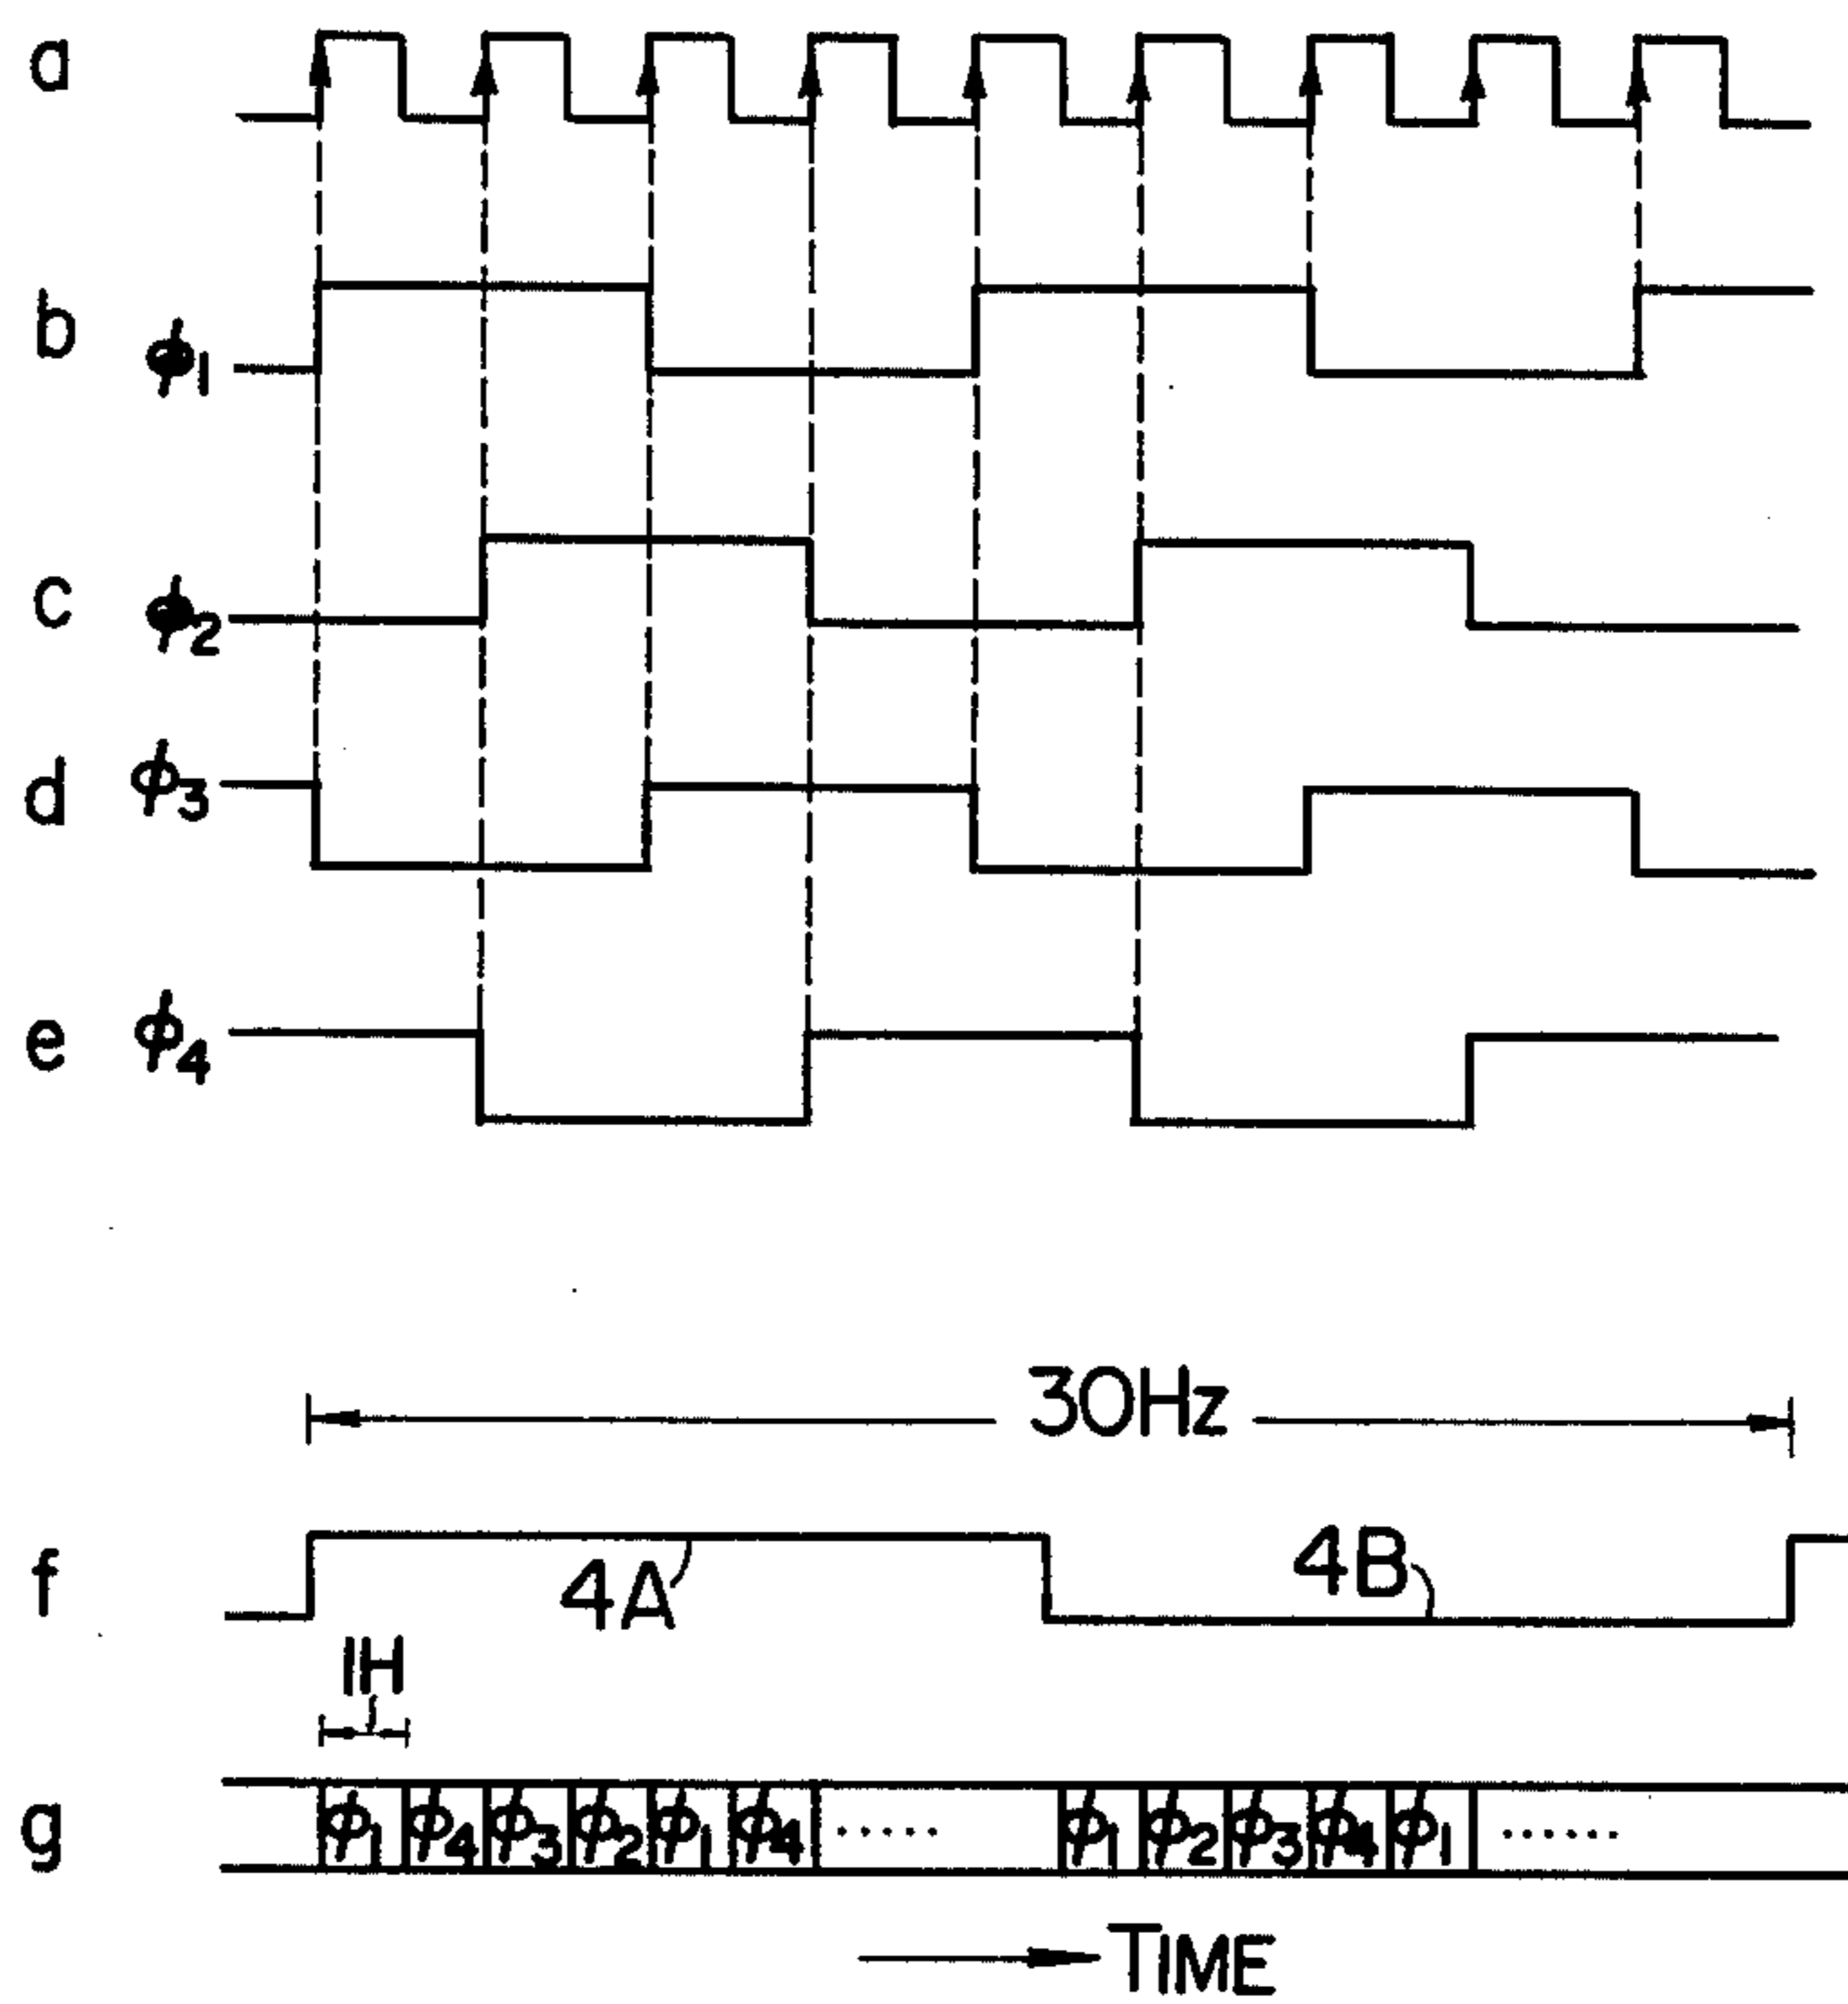 a
b ϕ1
c ϕ2
d ϕ3
e ϕ4
30Hz
f 4A 4B
1H
g ϕ1 ϕ4 ϕ3 ϕ2 ϕ1 ϕ4 ..... ϕ1 ϕ2 ϕ3 ϕ4 ϕ1 ......
TIME